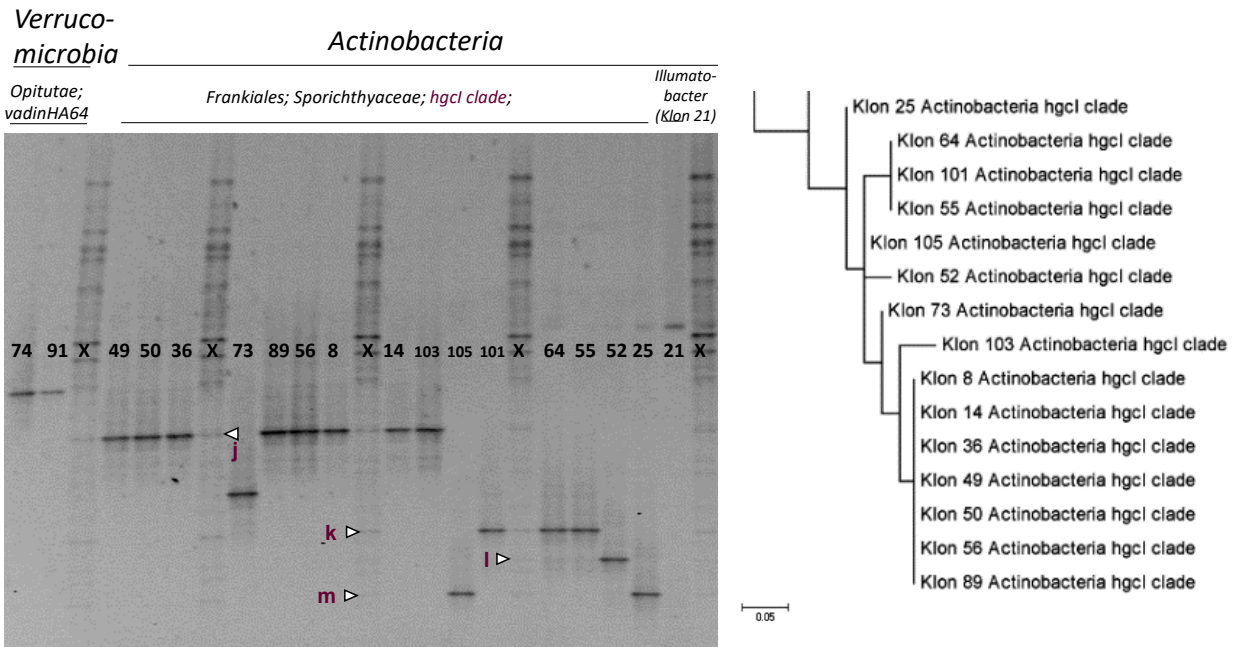 Verruco-
microbia
Actinobacteria
Opitutae;
vadinHA64
Frankiales; Sporichthyaceae; hgcI clade;
Illumato-
bacter
(Klon 21)
74 91 X 49 50 36 X 73 89 56 8 X 14 103 105 101 X 64 55 52 25 21 X
j
k
l
m
Klon 25 Actinobacteria hgcI clade
Klon 64 Actinobacteria hgcI clade
Klon 101 Actinobacteria hgcI clade
Klon 55 Actinobacteria hgcI clade
Klon 105 Actinobacteria hgcI clade
Klon 52 Actinobacteria hgcI clade
Klon 73 Actinobacteria hgcI clade
Klon 103 Actinobacteria hgcI clade
Klon 8 Actinobacteria hgcI clade
Klon 14 Actinobacteria hgcI clade
Klon 36 Actinobacteria hgcI clade
Klon 49 Actinobacteria hgcI clade
Klon 50 Actinobacteria hgcI clade
Klon 56 Actinobacteria hgcI clade
Klon 89 Actinobacteria hgcI clade
0.05